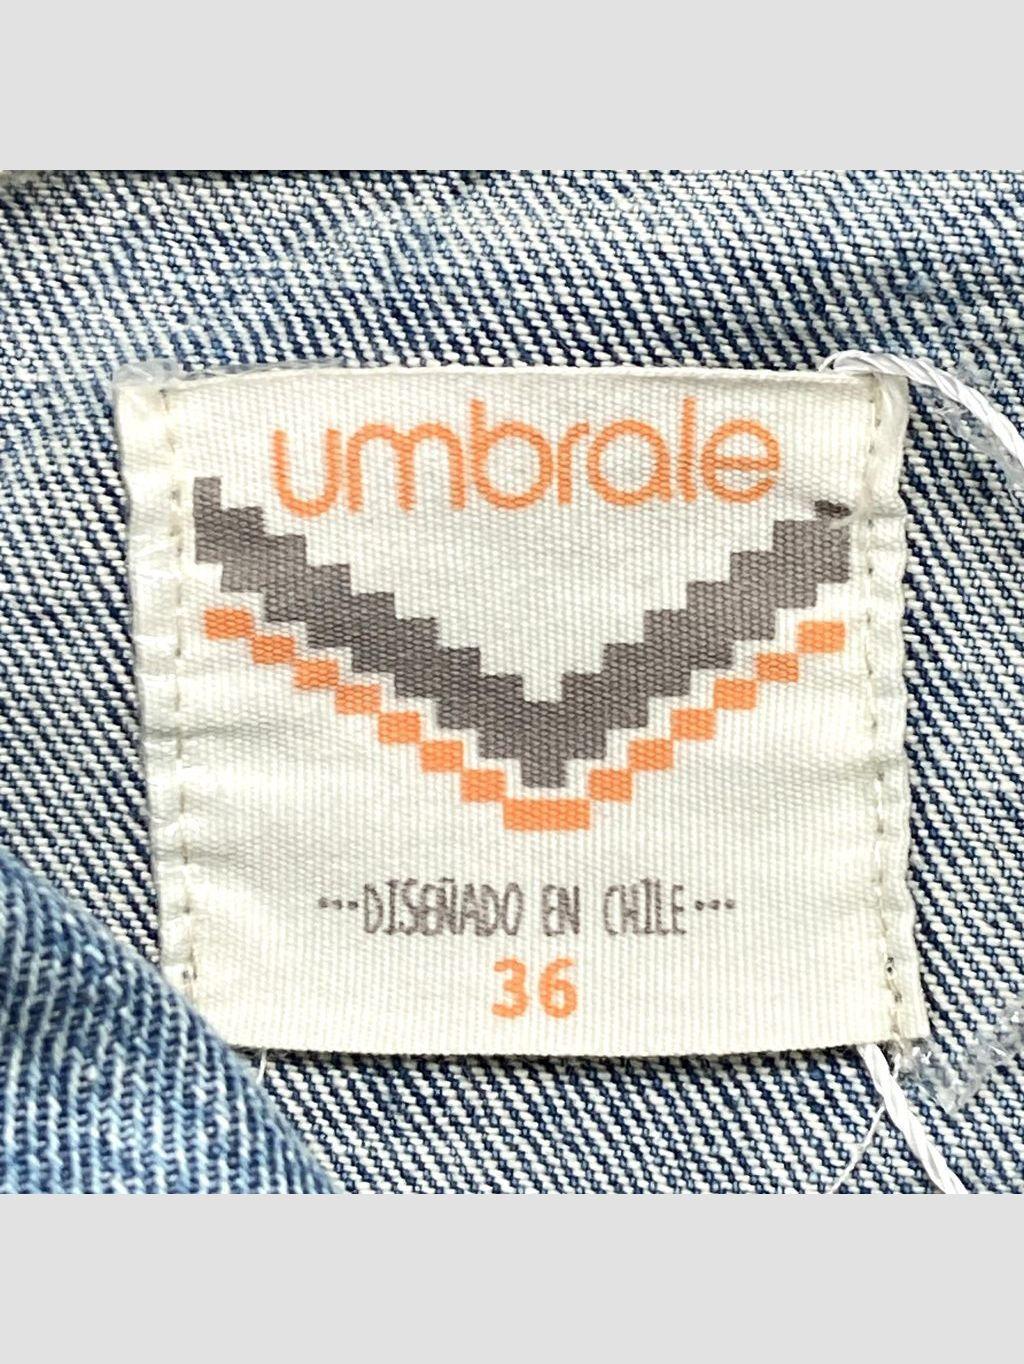 umbrale
···DISEÑADO EN CHILE···
36